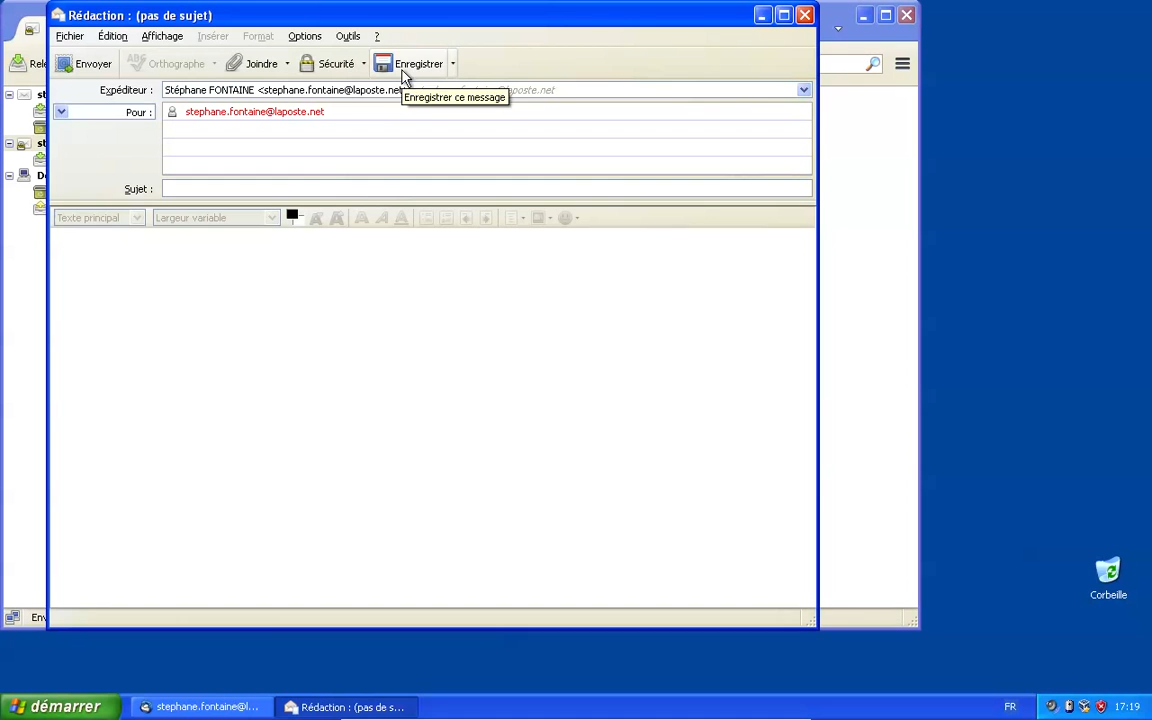 Rédaction : (pas de sujet)
Fichier Édition Affichage Insérer Format Options Outils ?
Rele Envoyer Orthographe Joindre Sécurité Enregistrer
Expéditeur : Stéphane FONTAINE <stephane.fontaine@laposte.net
Enregistrer ce message
Pour : stephane.fontaine@laposte.net
Sujet :
Texte principal Largeur variable
Corbeille
démarrer stephane.fontaine@l... Rédaction : (pas de s... FR 17:19